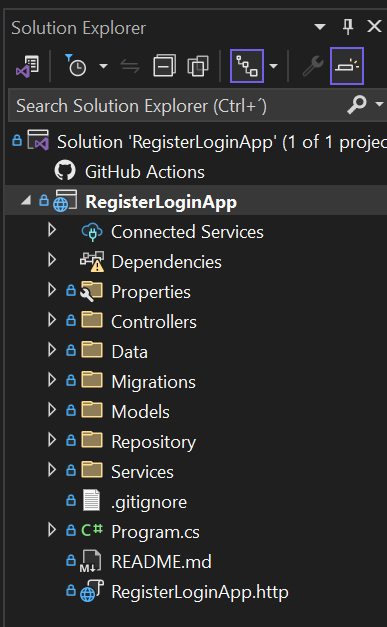 Solution Explorer
Search Solution Explorer (Ctrl+´)
Solution 'RegisterLoginApp' (1 of 1 projec
GitHub Actions
RegisterLoginApp
Connected Services
Dependencies
Properties
Controllers
Data
Migrations
Models
Repository
Services
.gitignore
C# Program.cs
M↓ README.md
RegisterLoginApp.http